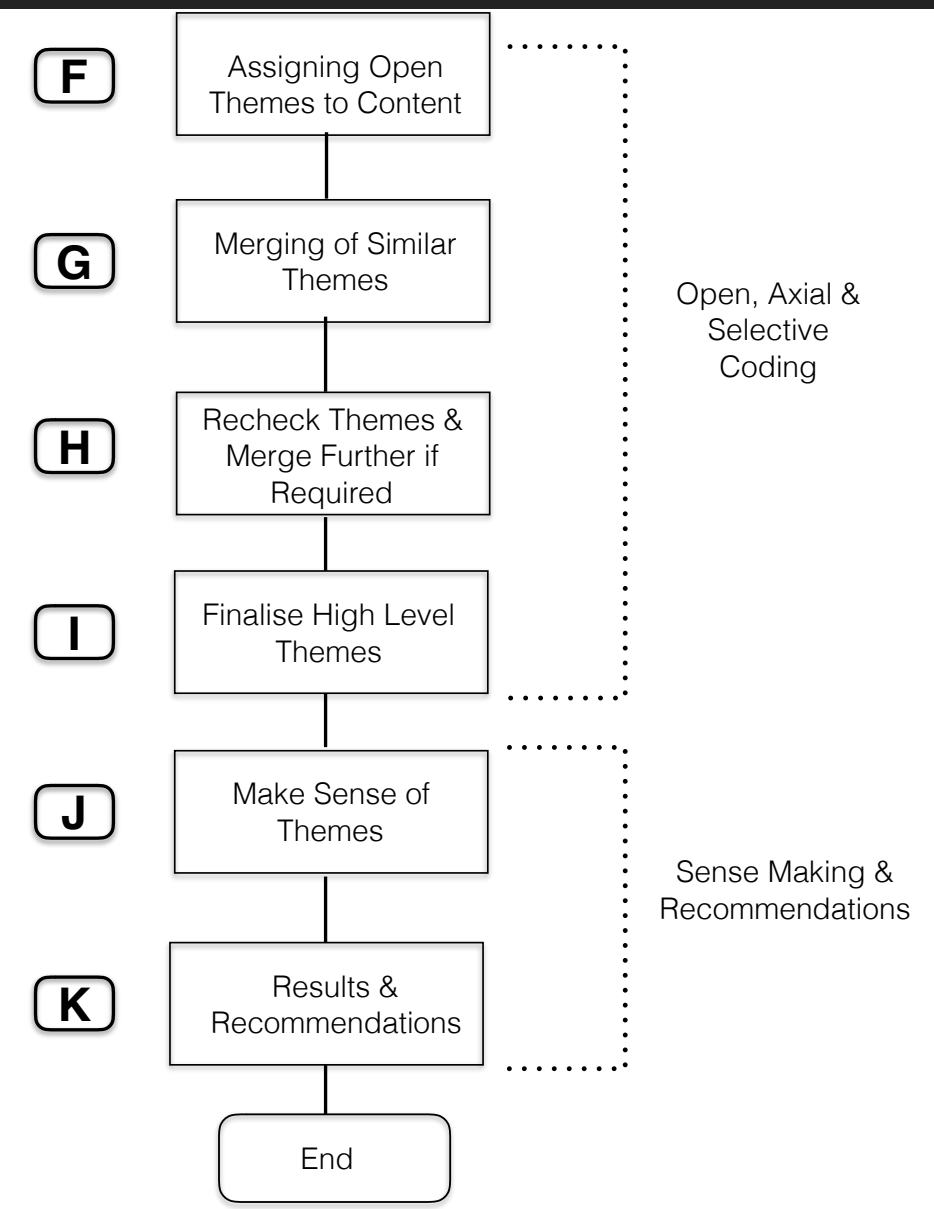 F
Assigning Open
Themes to Content
G
Merging of Similar
Themes
Open, Axial &
Selective
Coding
H
Recheck Themes &
Merge Further if
Required
I
Finalise High Level
Themes
J
Make Sense of
Themes
Sense Making &
Recommendations
K
Results &
Recommendations
End